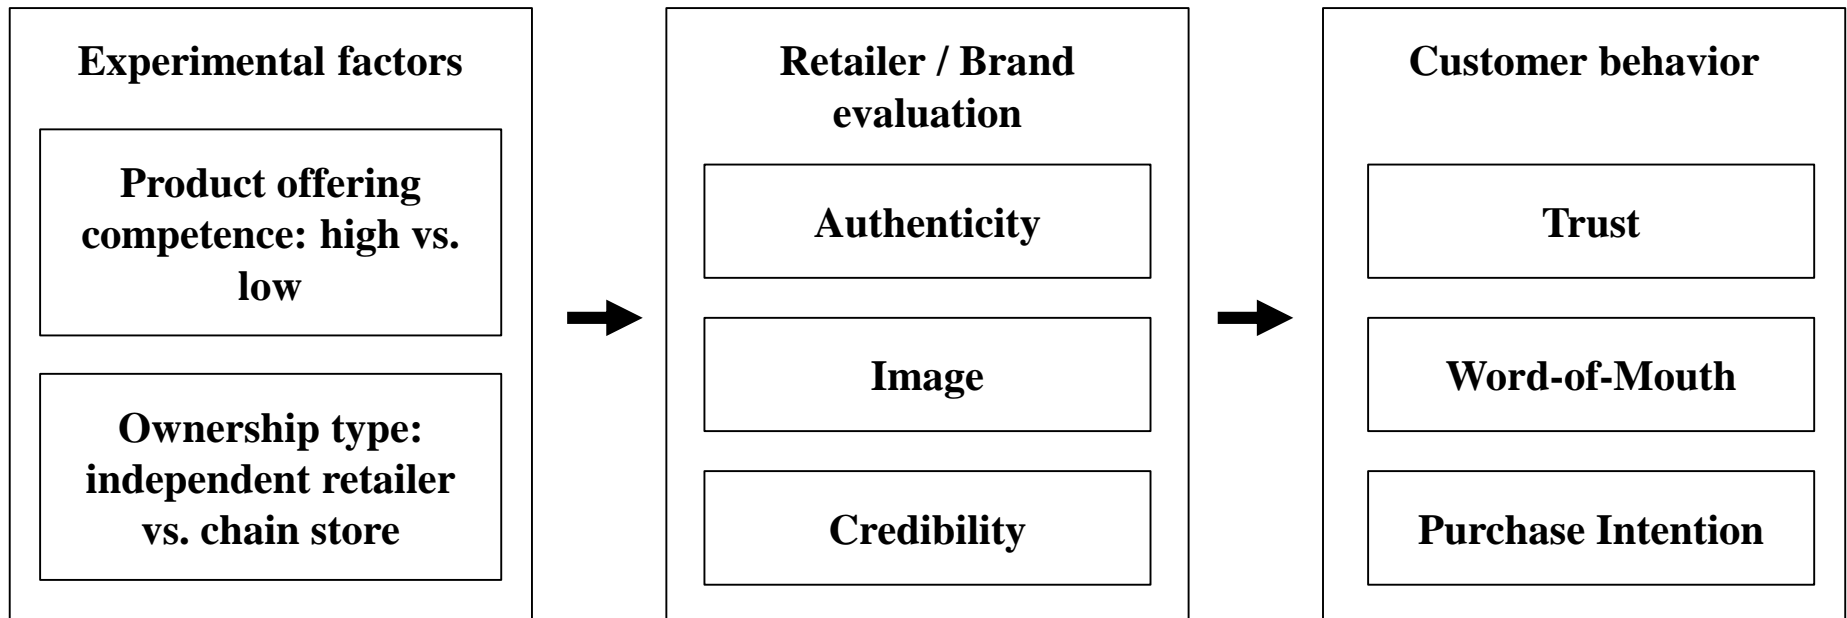 Experimental factors
Product offering
competence: high vs.
low
Ownership type:
independent retailer
vs. chain store
Retailer / Brand
evaluation
Authenticity
Image
Credibility
Customer behavior
Trust
Word-of-Mouth
Purchase Intention